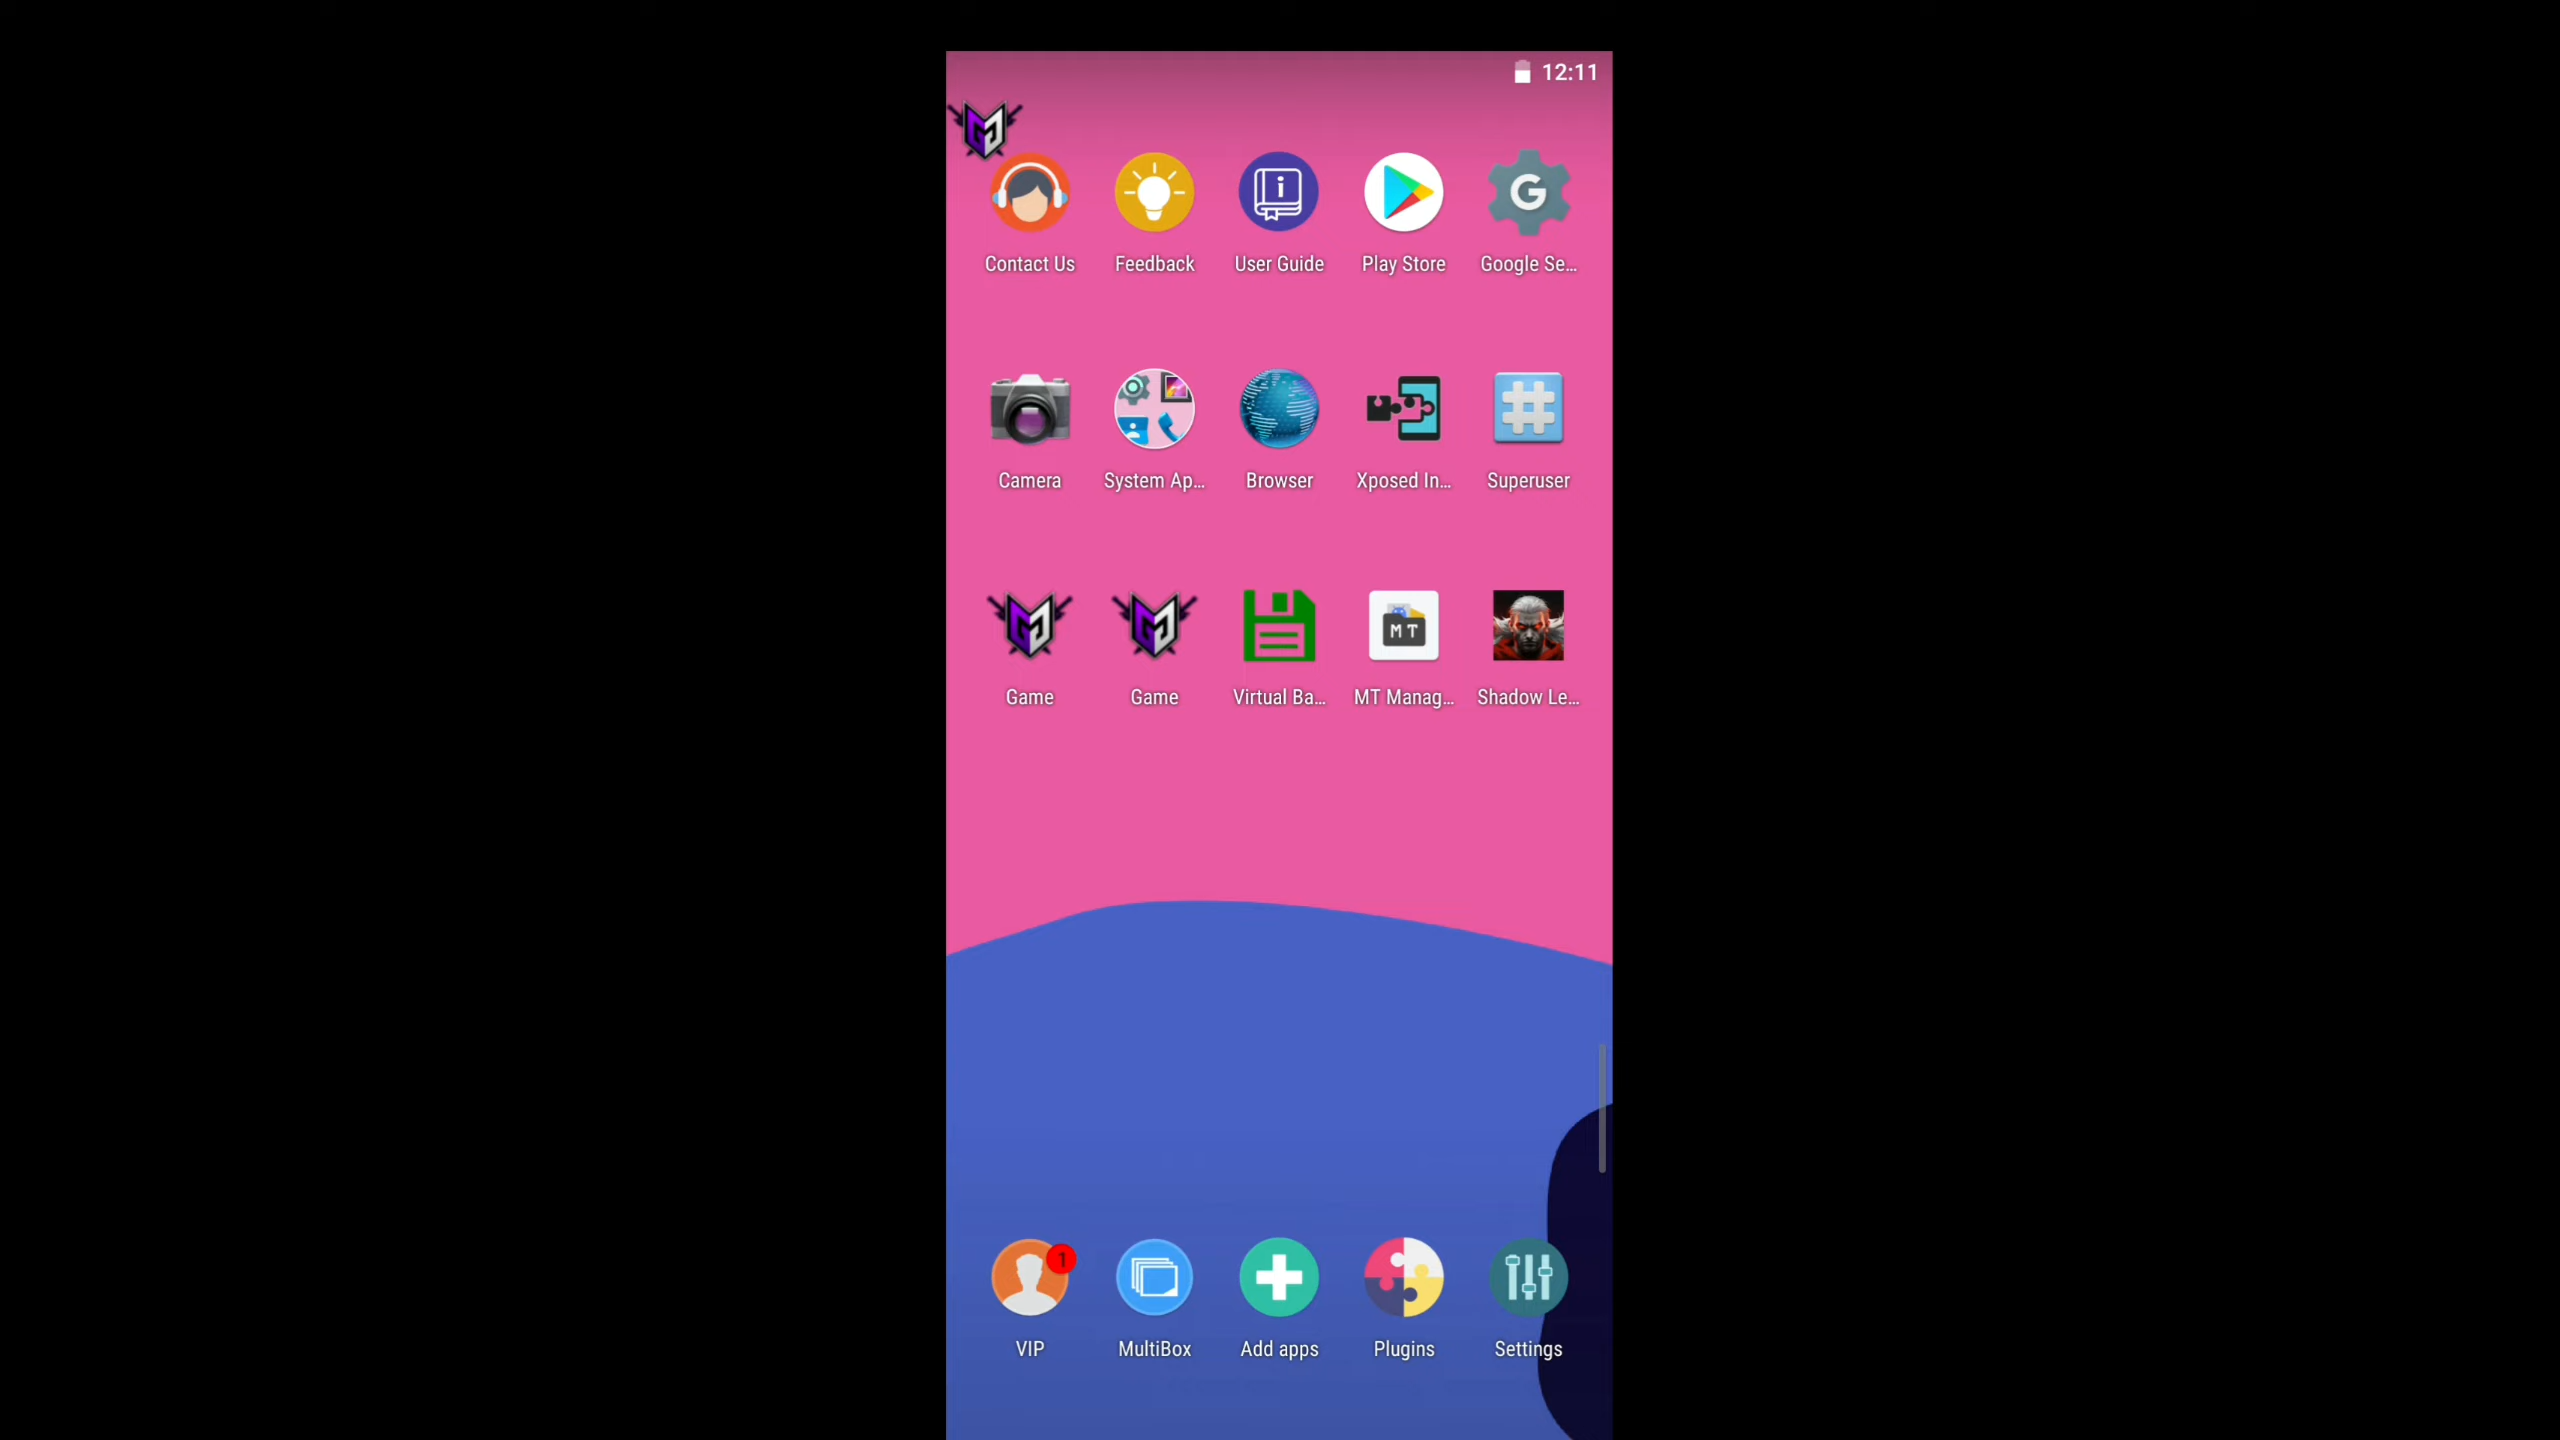 12:11
Contact Us
Feedback
User Guide
Play Store
Google Se...
Camera
System Ap...
Browser
Xposed In...
Superuser
MT
Game
Game
Virtual Ba...
MT Manag...
Shadow Le...
1
VIP
MultiBox
Add apps
Plugins
Settings